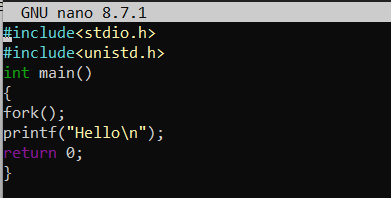 GNU nano 8.7.1
#include<stdio.h>
#include<unistd.h>
int main()
{
fork();
printf("Hello\n");
return 0;
}